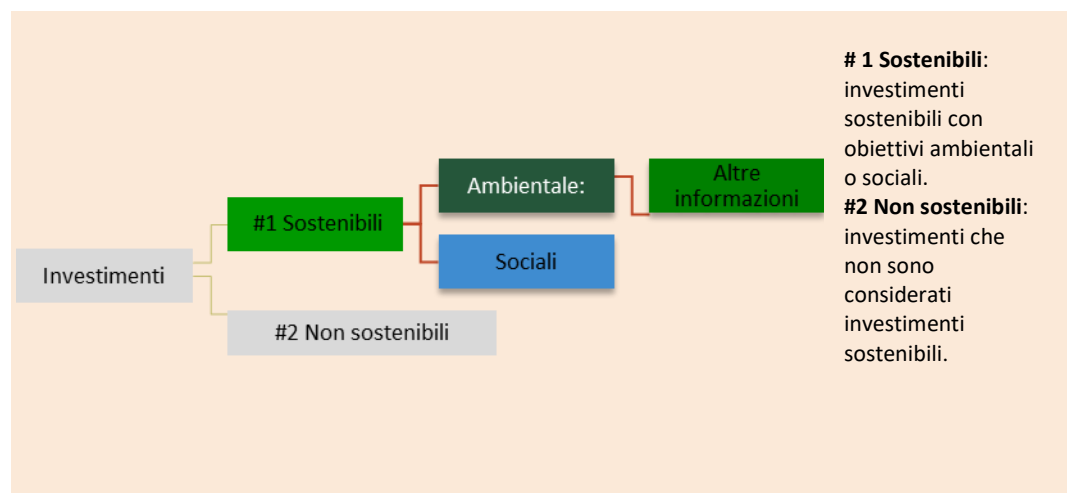 Investimenti
#1 Sostenibili
#2 Non sostenibili
Ambientale:
Sociali
Altre
informazioni
# 1 Sostenibili:
investimenti
sostenibili con
obiettivi ambientali
o sociali.
#2 Non sostenibili:
investimenti che
non sono
considerati
investimenti
sostenibili.